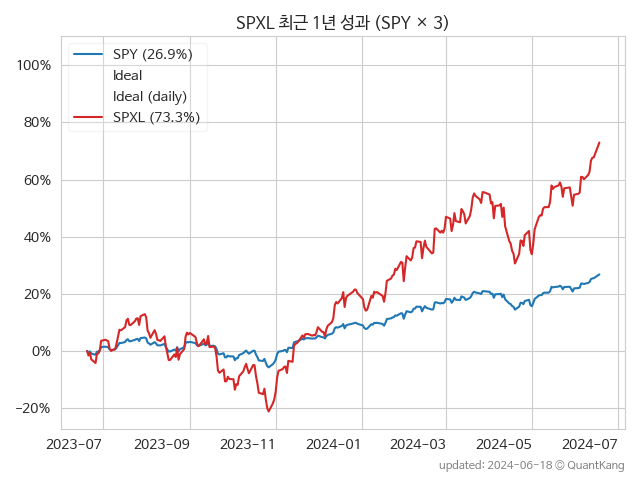 SPXL 최근 1년 성과 (SPY × 3)
SPY (26.9%)
Ideal
Ideal (daily)
SPXL (73.3%)
100%
80%
60%
40%
20%
0%
−20%
2023-07 2023-09 2023-11 2024-01 2024-03 2024-05 2024-07
updated: 2024-06-18 © QuantKang